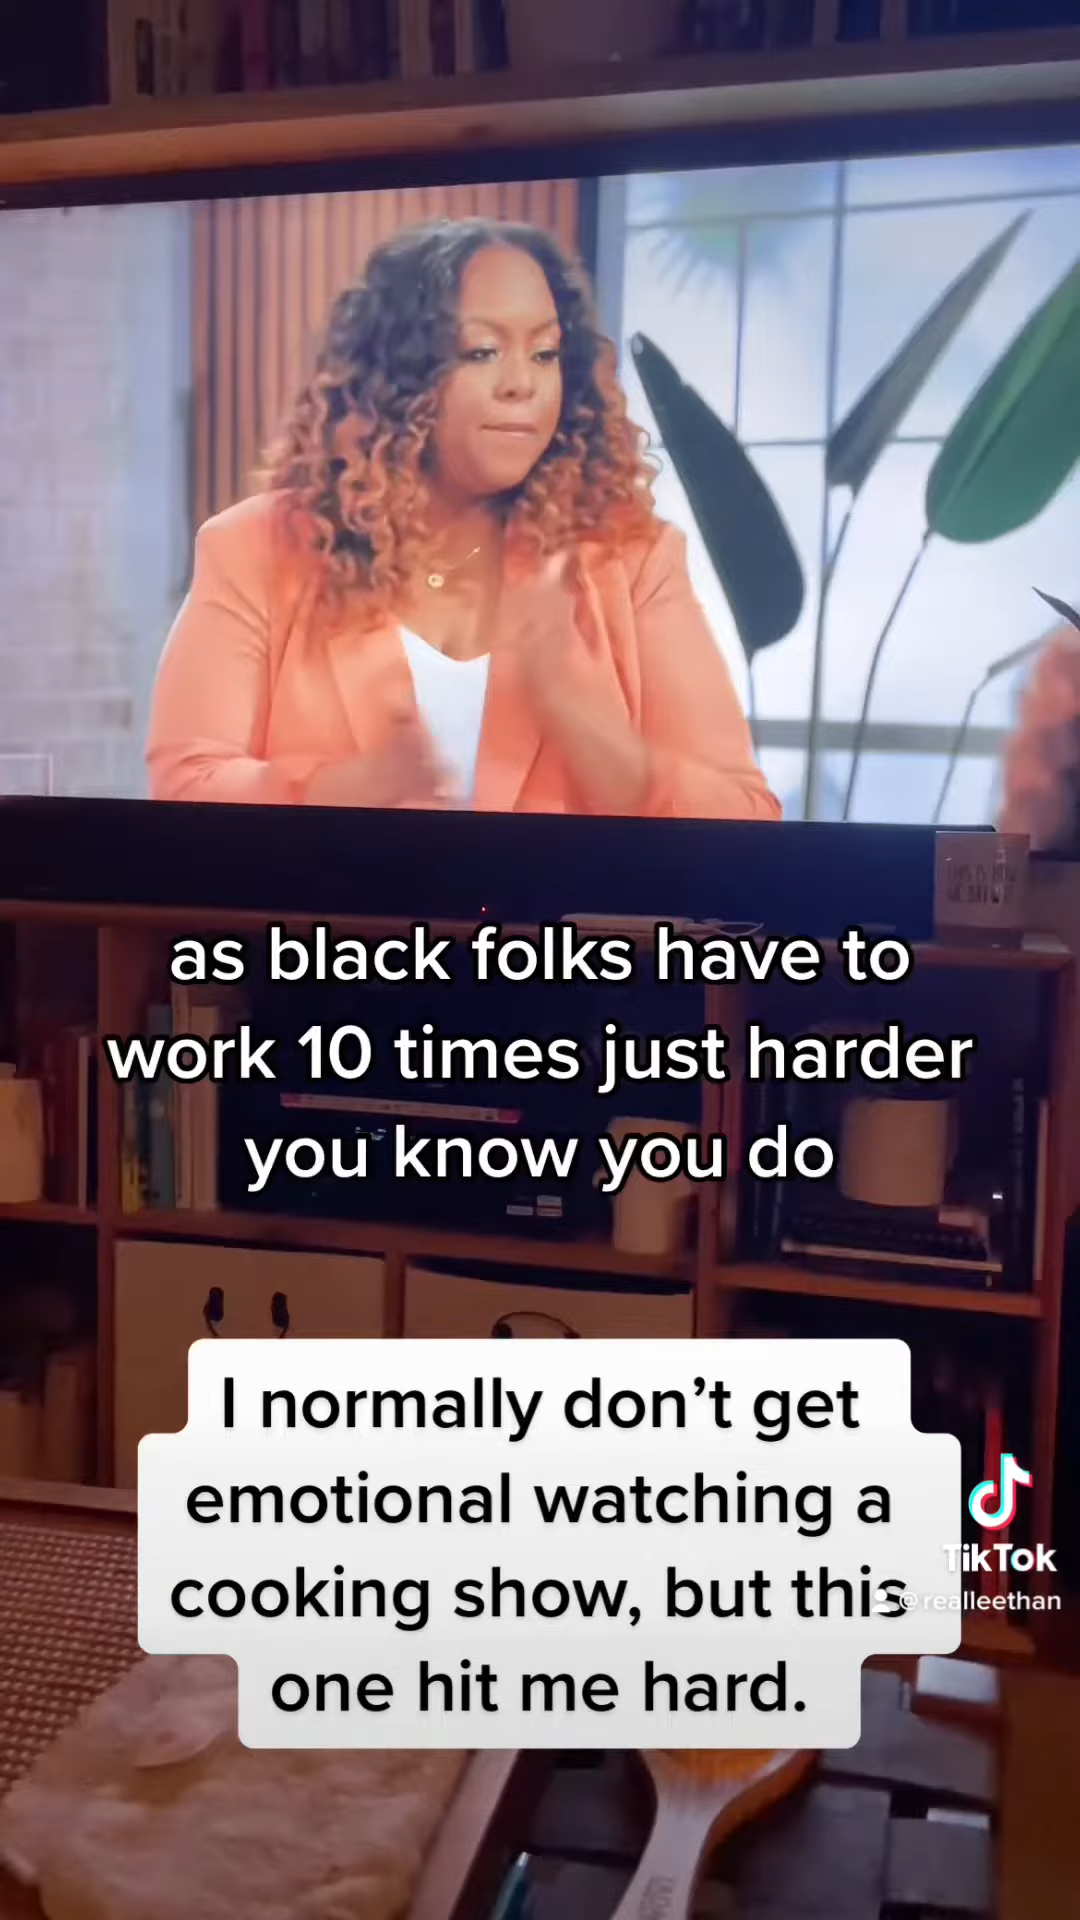 as black folks have to
work 10 times just harder
you know you do
I normally don’t get
emotional watching a
cooking show, but this
one hit me hard.
TikTok
@realleethan